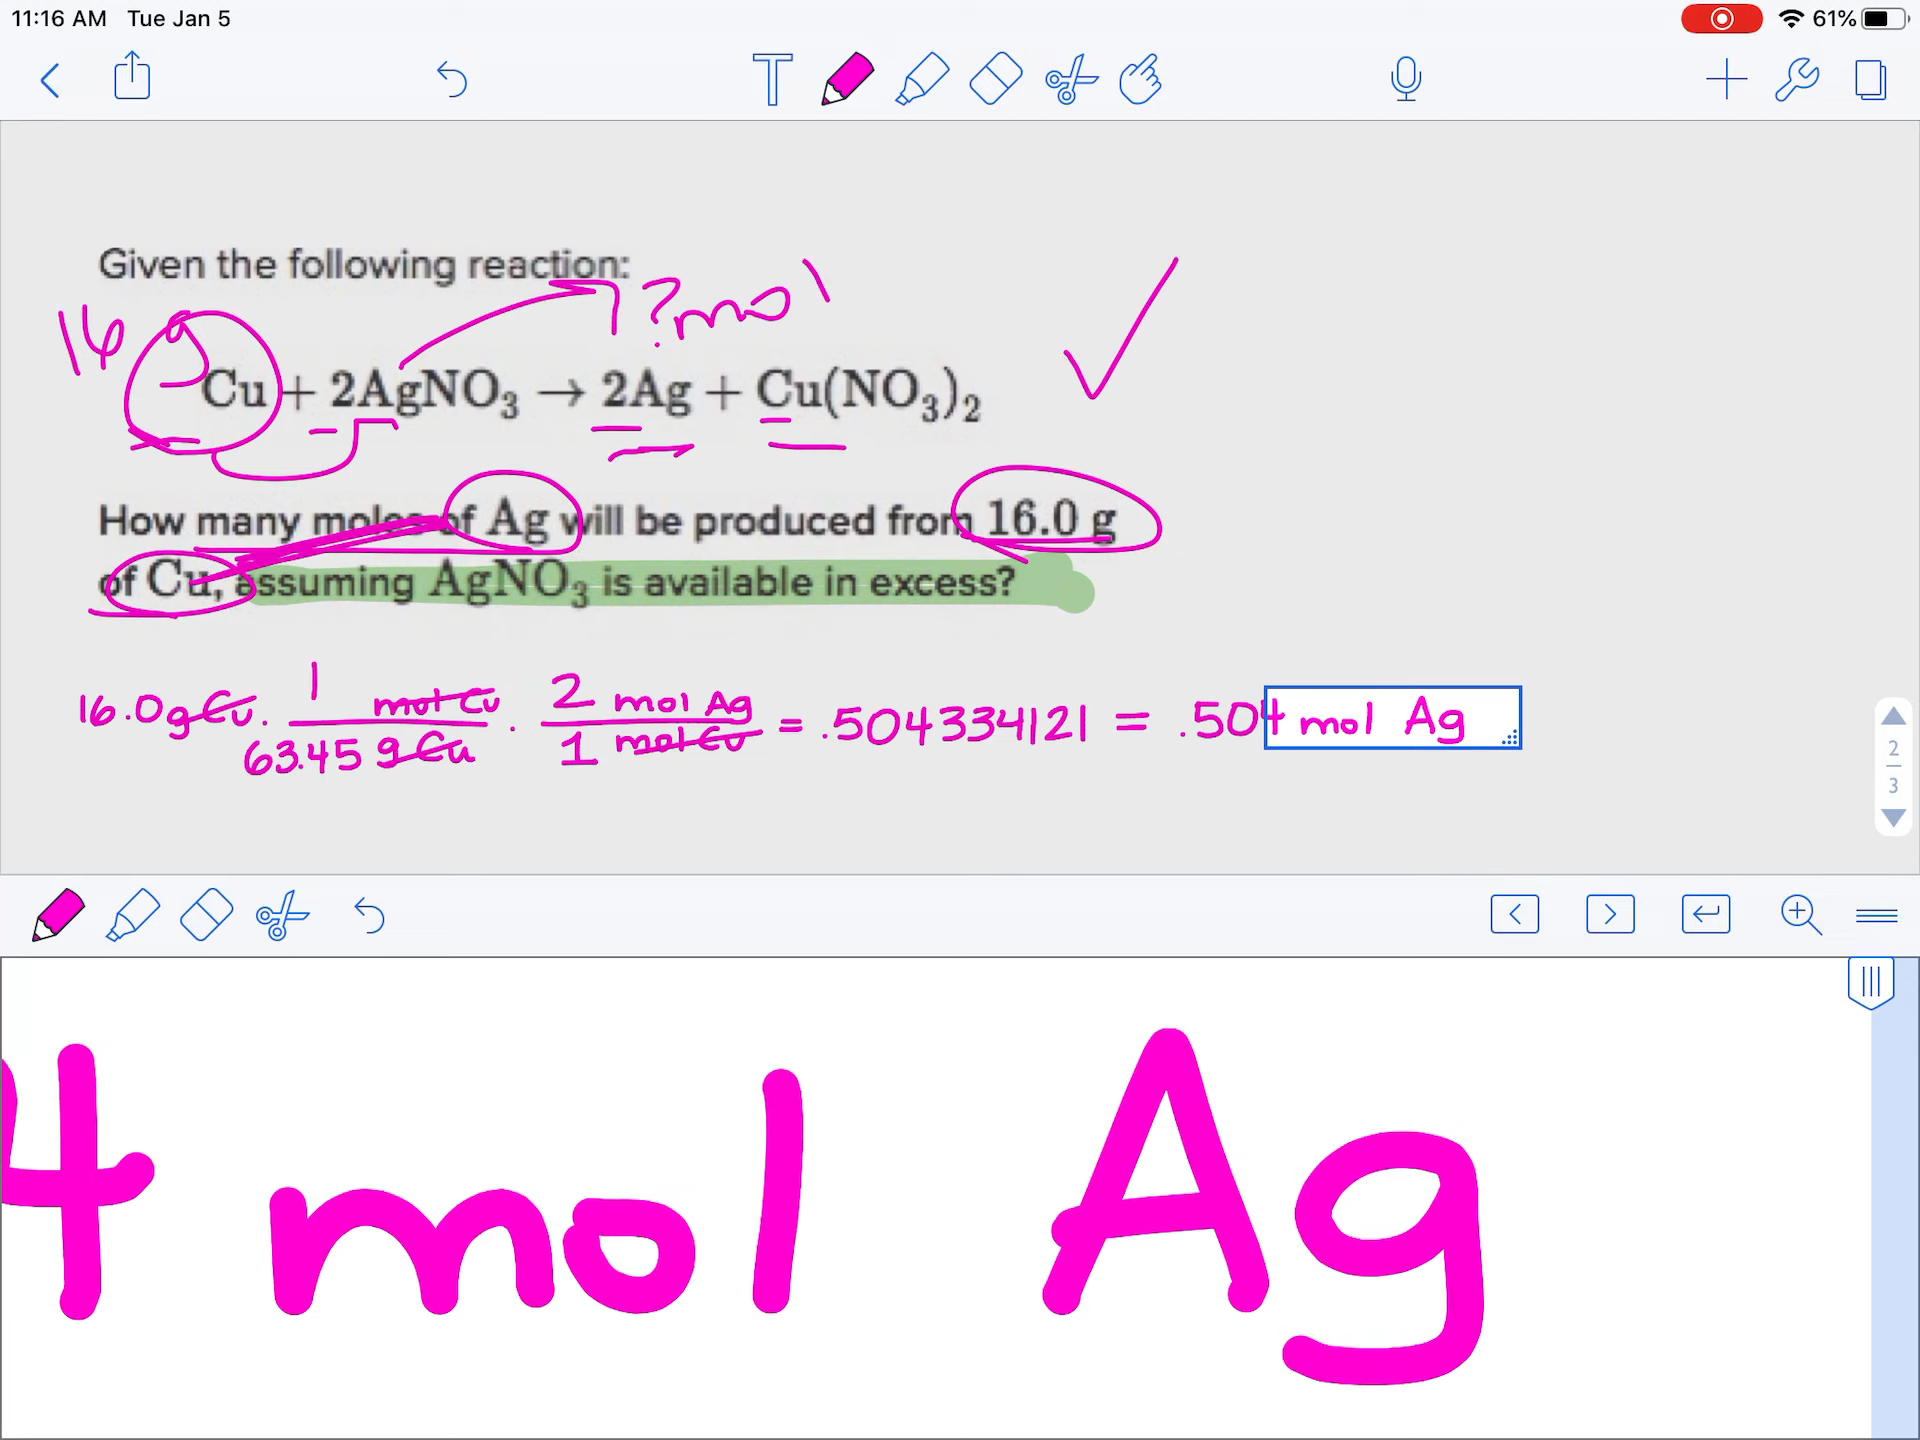 11:16 AM Tue Jan 5 61%
T
Given the following reaction:
16 g ? mol
Cu + 2AgNO₃ → 2Ag + Cu(NO₃)₂
How many moles of Ag will be produced from 16.0 g
of Cu, assuming AgNO₃ is available in excess?
16.0 g Cu · 1 mol Cu / 63.45 g Cu · 2 mol Ag / 1 mol Cu = .504334121 = .504 mol Ag
2
3
4 mol Ag